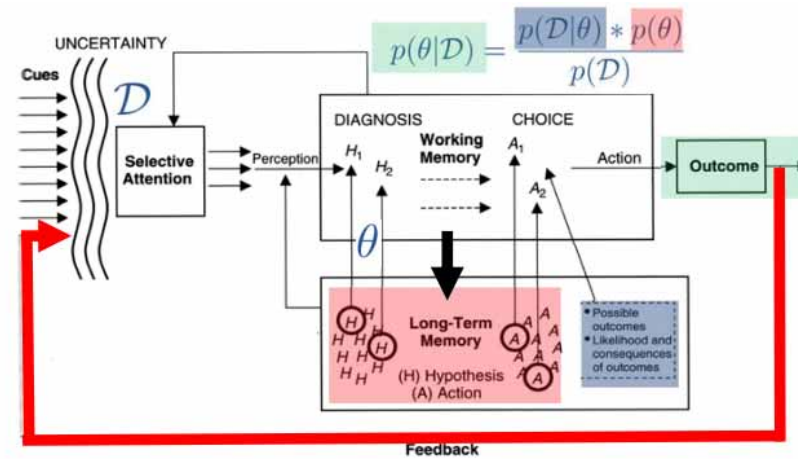 UNCERTAINTY
Cues
𝒟
p(θ|𝒟) = p(𝒟|θ) * p(θ)
p(𝒟)
Selective
Attention
Perception
DIAGNOSIS
H₁
H₂
Working
Memory
CHOICE
A₁
A₂
Action
Outcome
θ
H
H
H
H
H H
H H
H H
H
Long-Term
Memory
(H) Hypothesis
(A) Action
A
A A
A
A
A A
A A
A
A
• Possible
outcomes
• Likelihood and
consequences
of outcomes
Feedback